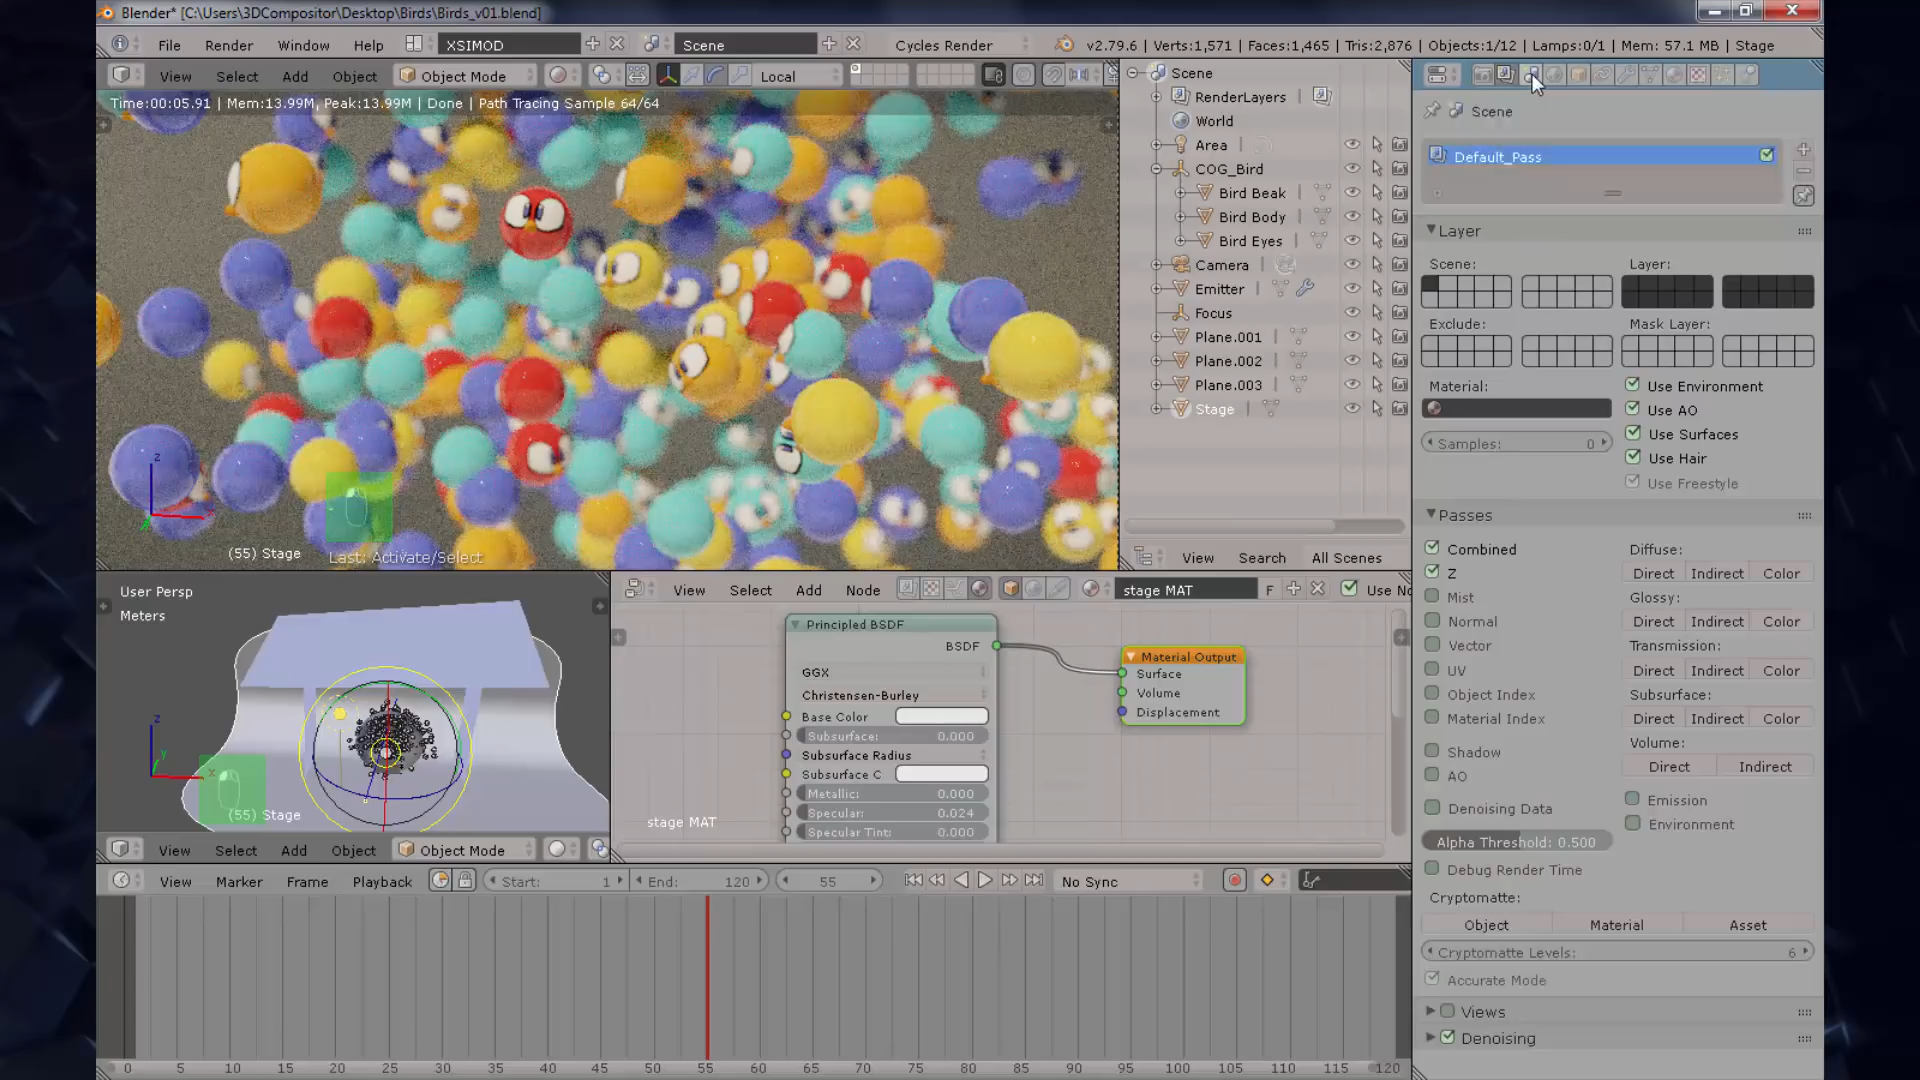 Blender* [C:\Users\3DCompositor\Desktop\Birds\Birds_v01.blend]
File Render Window Help XSIMOD Scene Cycles Render v2.79.6 | Verts:1,571 | Faces:1,465 | Tris:2,876 | Objects:1/12 | Lamps:0/1 | Mem: 57.1 MB | Stage
View Select Add Object Object Mode Local
Time:00:05.91 | Mem:13.99M, Peak:13.99M | Done | Path Tracing Sample 64/64
(55) Stage
Last: Activate/Select
Scene
RenderLayers
World
Area
COG_Bird
Bird Beak
Bird Body
Bird Eyes
Camera
Emitter
Focus
Plane.001
Plane.002
Plane.003
Stage
View Search All Scenes
Scene
Default_Pass
Layer
Scene: Layer:
Exclude: Mask Layer:
Material:
Use Environment
Use AO
Samples: 0
Use Surfaces
Use Hair
Use Freestyle
Passes
Combined
Z
Mist
Normal
Vector
UV
Object Index
Material Index
Shadow
AO
Denoising Data
Alpha Threshold: 0.500
Debug Render Time
Diffuse:
Direct Indirect Color
Glossy:
Direct Indirect Color
Transmission:
Direct Indirect Color
Subsurface:
Direct Indirect Color
Volume:
Direct Indirect
Emission
Environment
Cryptomatte:
Object Material Asset
Cryptomatte Levels: 6
Accurate Mode
Views
Denoising
User Persp
Meters
(55) Stage
View Select Add Object Object Mode
View Select Add Node stage MAT F Use No
Principled BSDF
BSDF
GGX
Christensen-Burley
Base Color
Subsurface: 0.000
Subsurface Radius
Subsurface C
Metallic: 0.000
Specular: 0.024
Specular Tint: 0.000
Material Output
Surface
Volume
Displacement
stage MAT
View Marker Frame Playback Start: 1 End: 120 55 No Sync
0 5 10 15 20 25 30 35 40 45 50 55 60 65 70 75 80 85 90 95 100 105 110 115 120
z
x
z
y
x